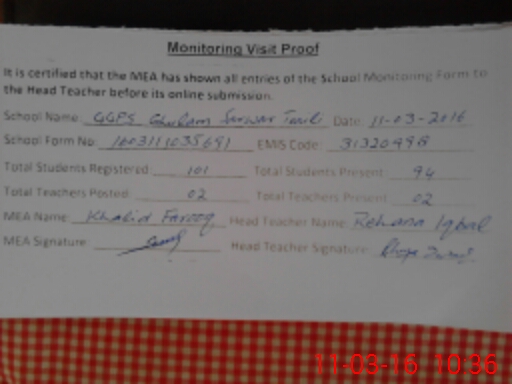 Monitoring Visit Proof
It is certified that the MEA has shown all entries of the School Monitoring Form to
the Head Teacher before its online submission.
School Name: GGPS Ghulam Sarwar Date: 11-03-2016
School Form No: EMIS Code: 31320498
Total Students Registered: 101 Total Students Present: 94
Total Teachers Posted: 02 Total Teachers Present: 02
MEA Name: Khalid Farooq Head Teacher Name: Rehana Iqbal
MEA Signature: Head Teacher Signature:
11-03-16 10:36